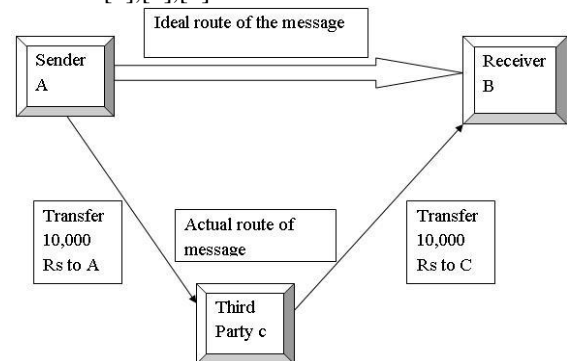 Ideal route of the message
Sender
A
Receiver
B
Transfer
10,000
Rs to A
Actual route of
message
Transfer
10,000
Rs to C
Third
Party c